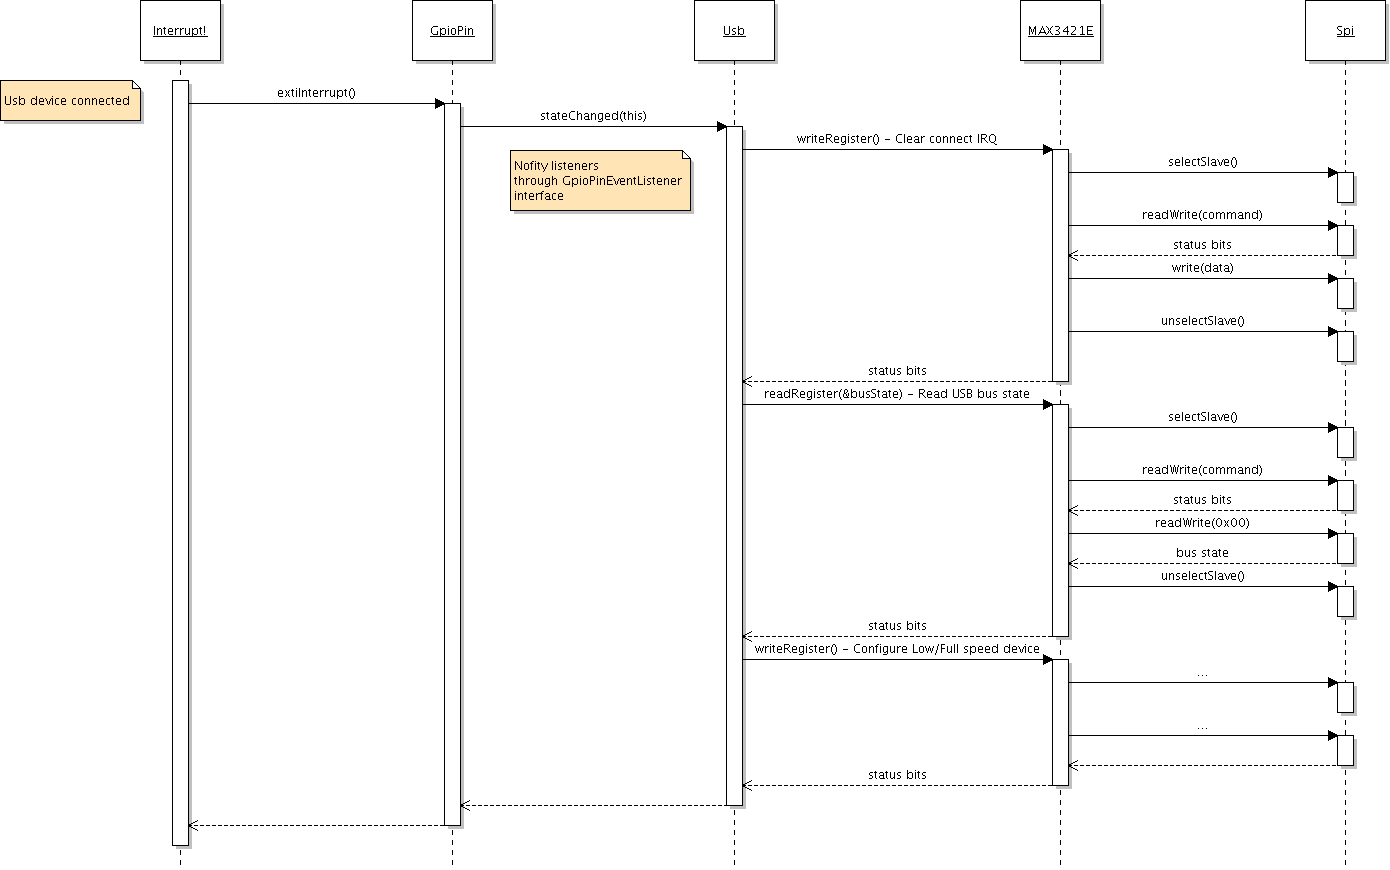 Interrupt!
GpioPin
Usb
MAX3421E
Spi
Usb device connected
extiInterrupt()
stateChanged(this)
writeRegister() - Clear connect IRQ
Nofity listeners
through GpioPinEventListener
interface
selectSlave()
readWrite(command)
status bits
write(data)
unselectSlave()
status bits
readRegister(&busState) - Read USB bus state
selectSlave()
readWrite(command)
status bits
readWrite(0x00)
bus state
unselectSlave()
status bits
writeRegister() - Configure Low/Full speed device
...
...
status bits